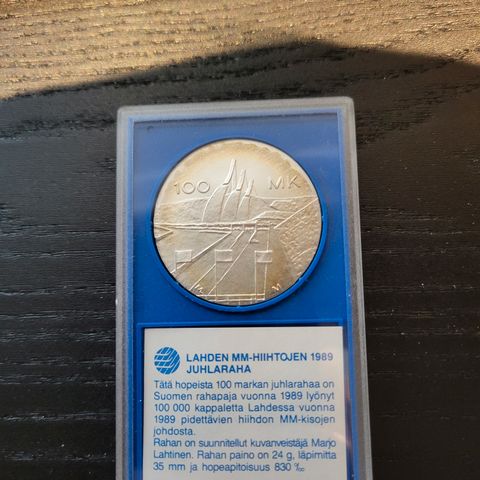 100 MK
M
LAHDEN MM-HIIHTOJEN 1989
JUHLARAHA
Tätä hopeista 100 markan juhlarahaa on
Suomen rahapaja vuonna 1989 lyönyt
100 000 kappaletta Lahdessa vuonna
1989 pidettävien hiihdon MM-kisojen
johdosta.
Rahan on suunnitellut kuvanveistäjä Marjo
Lahtinen. Rahan paino on 24 g, läpimitta
35 mm ja hopeapitoisuus 830 ‰